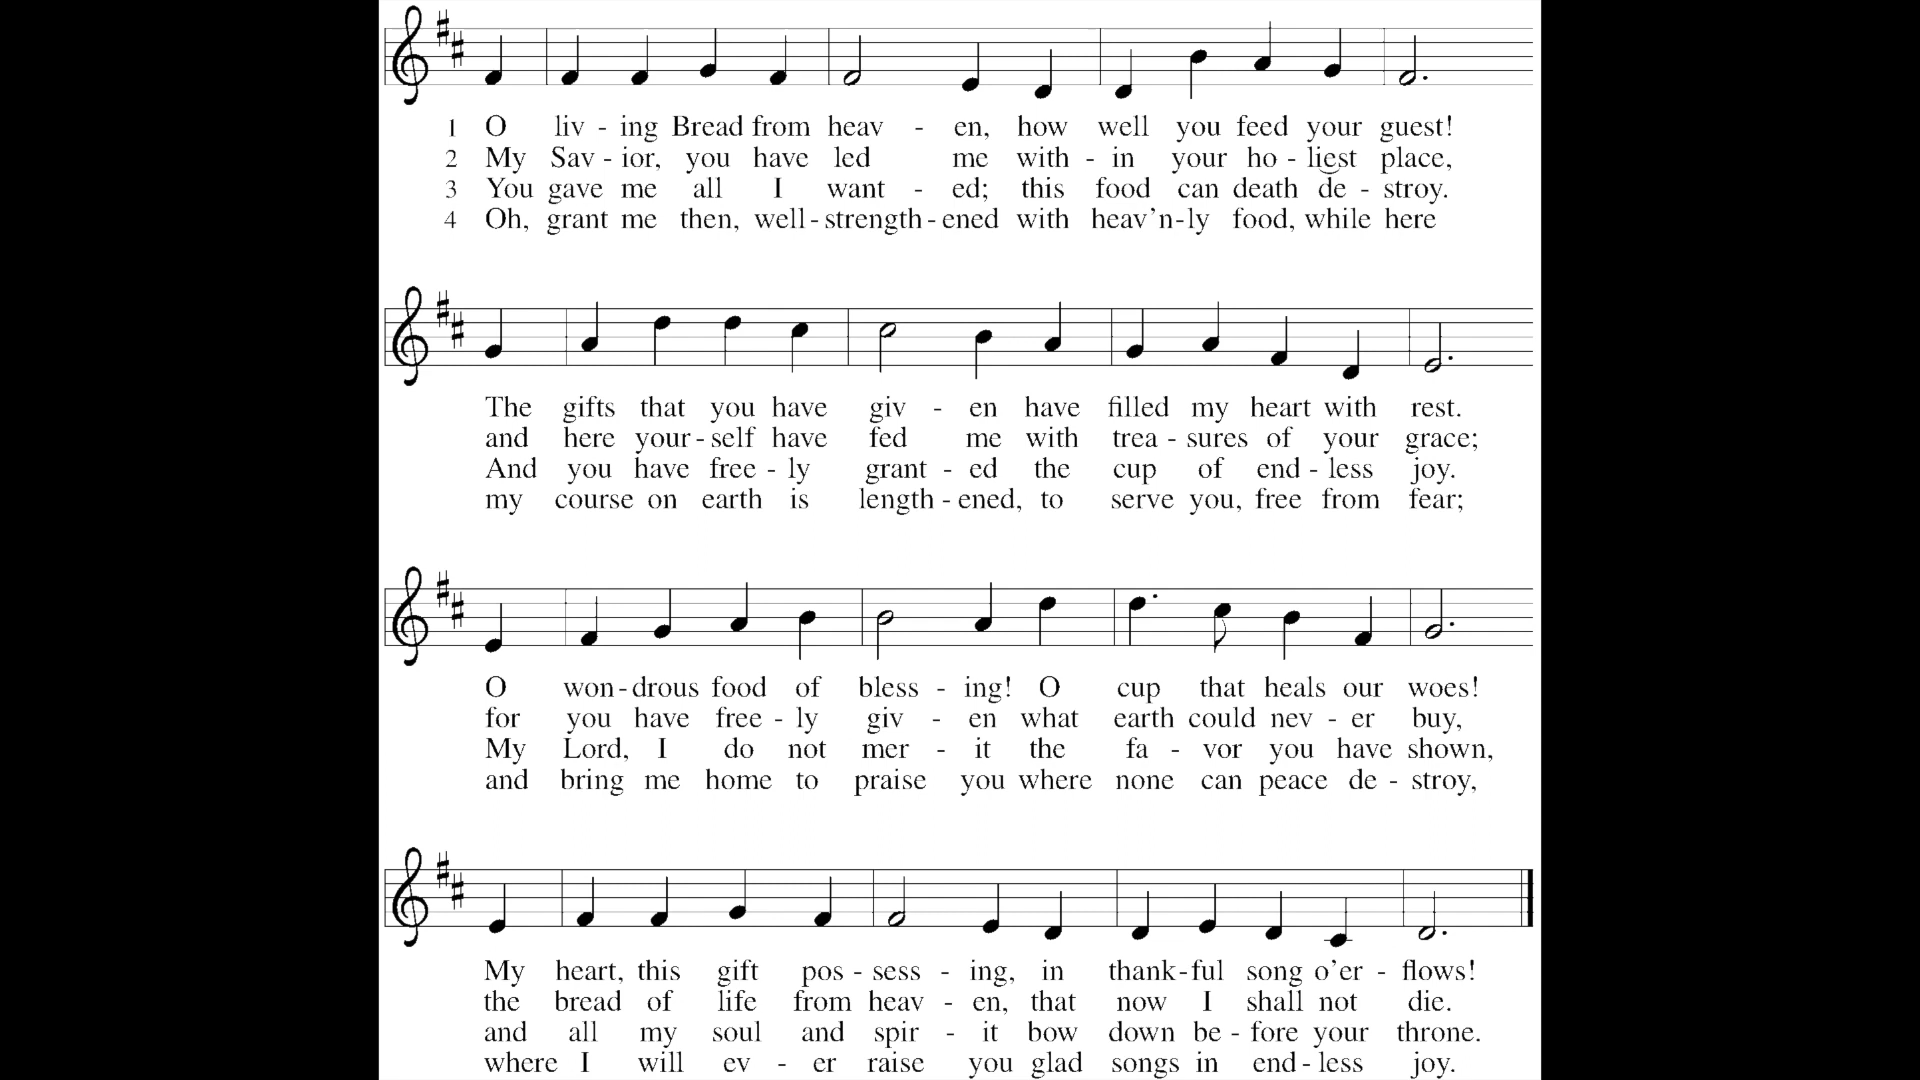 1 O liv - ing Bread from heav - en, how well you feed your guest!
2 My Sav - ior, you have led me with - in your ho - liest place,
3 You gave me all I want - ed; this food can death de - stroy.
4 Oh, grant me then, well - strength - ened with heav'n - ly food, while here
The gifts that you have giv - en have filled my heart with rest.
and here your - self have fed me with trea - sures of your grace;
And you have free - ly grant - ed the cup of end - less joy.
my course on earth is length - ened, to serve you, free from fear;
O won - drous food of bless - ing! O cup that heals our woes!
for you have free - ly giv - en what earth could nev - er buy,
My Lord, I do not mer - it the fa - vor you have shown,
and bring me home to praise you where none can peace de - stroy,
My heart, this gift pos - sess - ing, in thank - ful song o'er - flows!
the bread of life from heav - en, that now I shall not die.
and all my soul and spir - it bow down be - fore your throne.
where I will ev - er raise you glad songs in end - less joy.